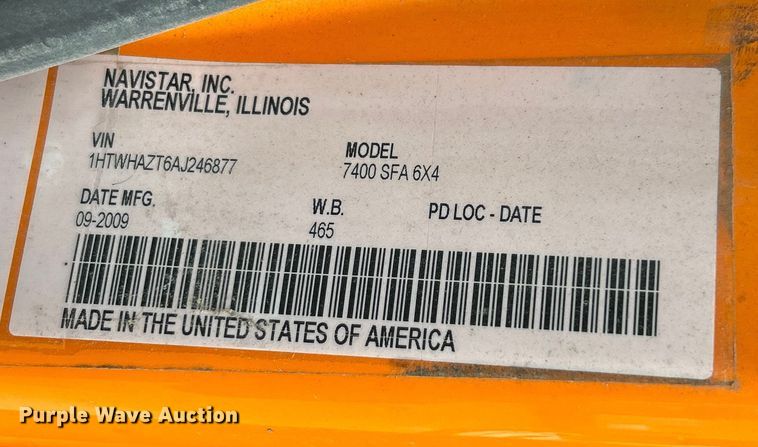 NAVISTAR, INC.
WARRENVILLE, ILLINOIS
VIN
1HTWHAZT6AJ246877
MODEL
7400 SFA 6X4
DATE MFG.
09-2009
W.B.
465
PD LOC - DATE
MADE IN THE UNITED STATES OF AMERICA
Purple Wave Auction